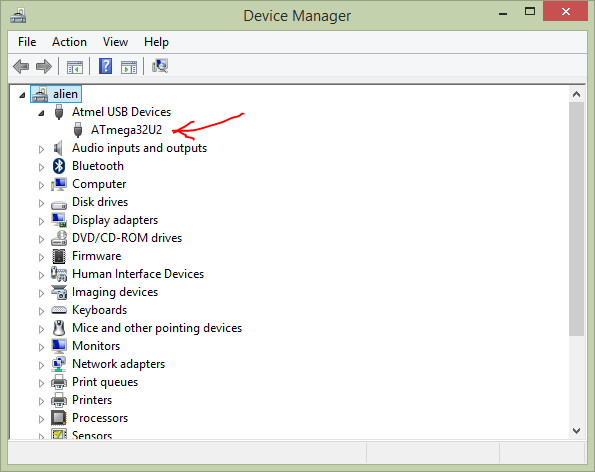 Device Manager
File Action View Help
alien
Atmel USB Devices
ATmega32U2
Audio inputs and outputs
Bluetooth
Computer
Disk drives
Display adapters
DVD/CD-ROM drives
Firmware
Human Interface Devices
Imaging devices
Keyboards
Mice and other pointing devices
Monitors
Network adapters
Print queues
Printers
Processors
Sensors